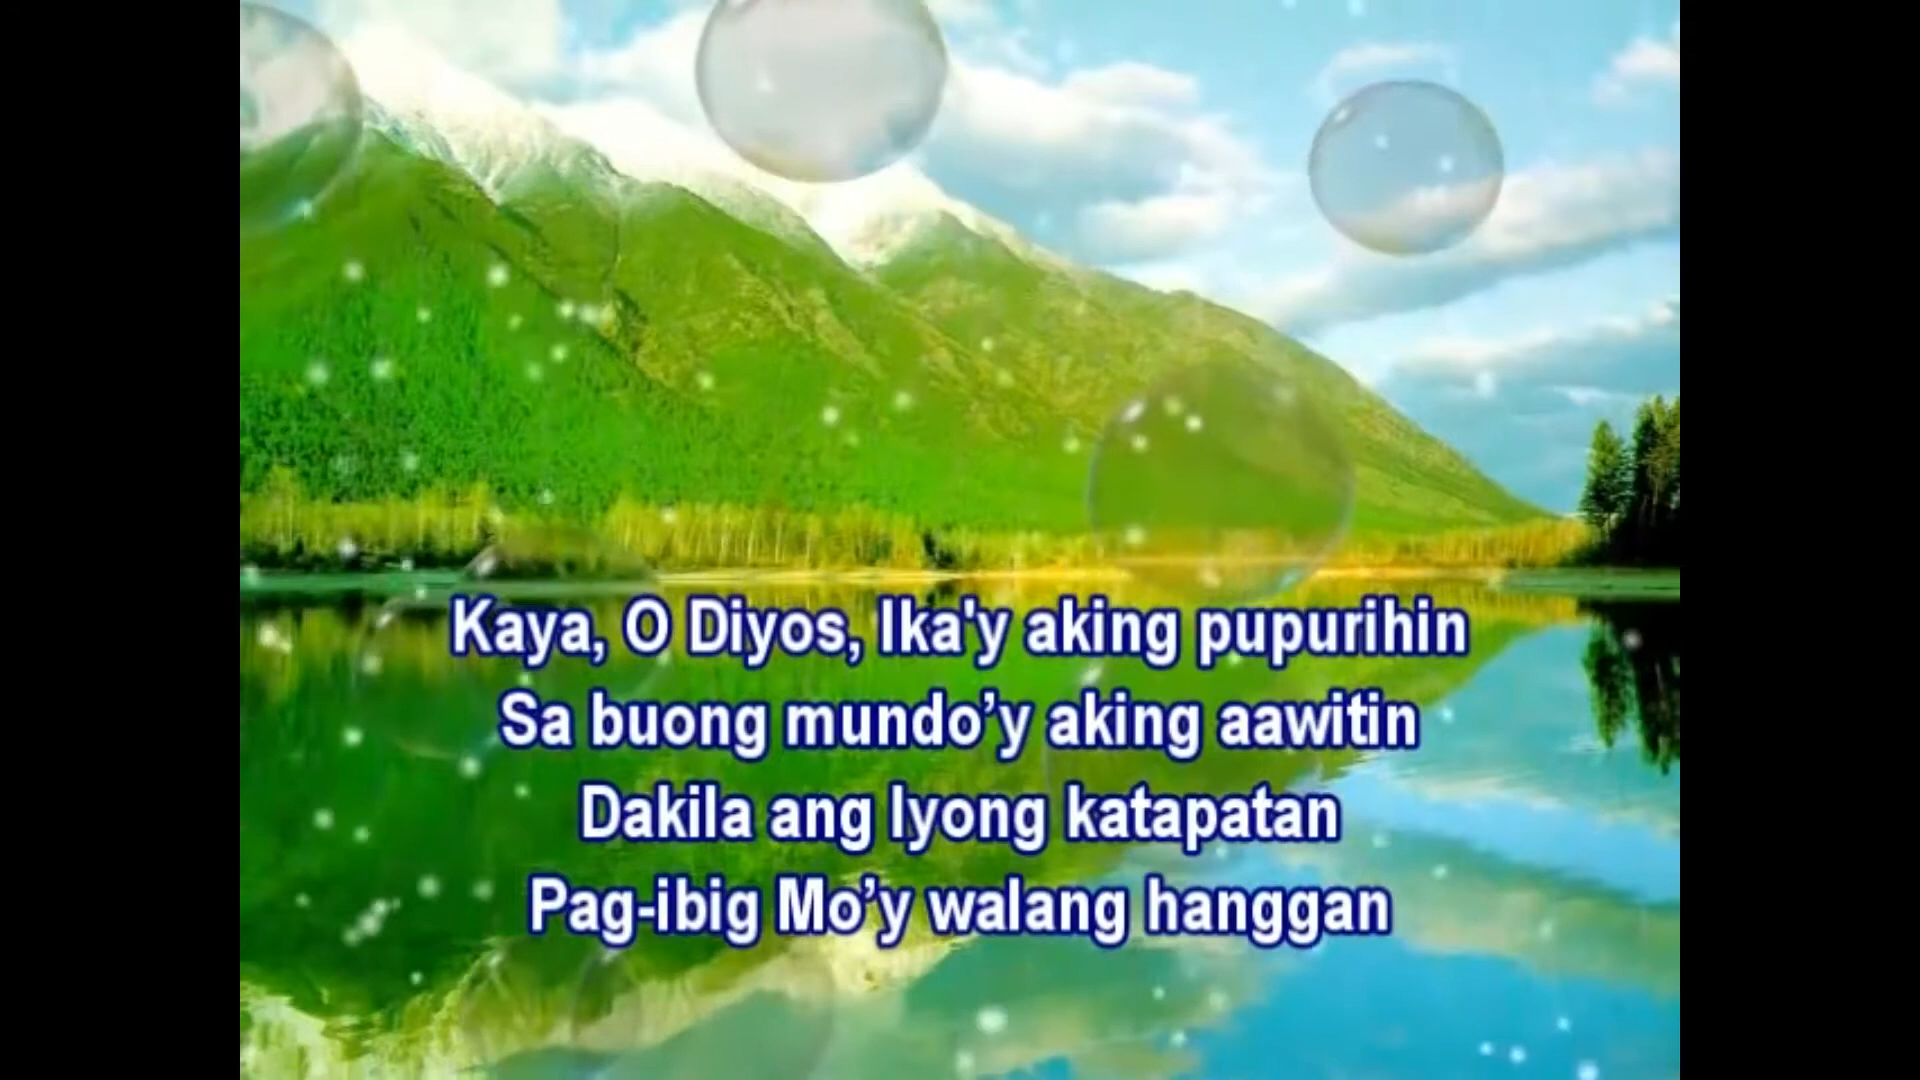 Kaya, O Diyos, Ika'y aking pupurihin
Sa buong mundo’y aking aawitin
Dakila ang Iyong katapatan
Pag-ibig Mo’y walang hanggan